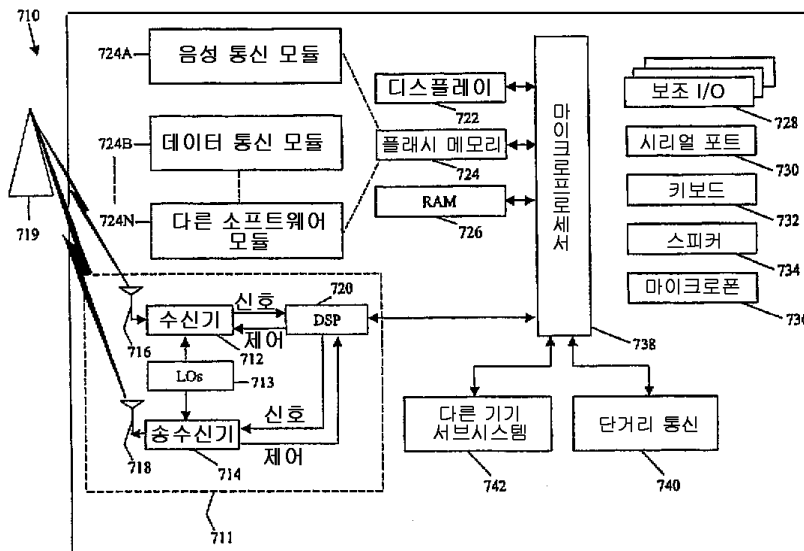 710
724A
음성 통신 모듈
724B
데이터 통신 모듈
724N
다른 소프트웨어
모듈
디스플레이
722
플래시 메모리
724
RAM
726
마이크로프로세서
738
보조 I/O
728
시리얼 포트
730
키보드
732
스피커
734
마이크로폰
736
719
716
수신기
712
신호
제어
720
DSP
LOs
713
718
송수신기
714
신호
제어
711
다른 기기
서브시스템
742
단거리 통신
740